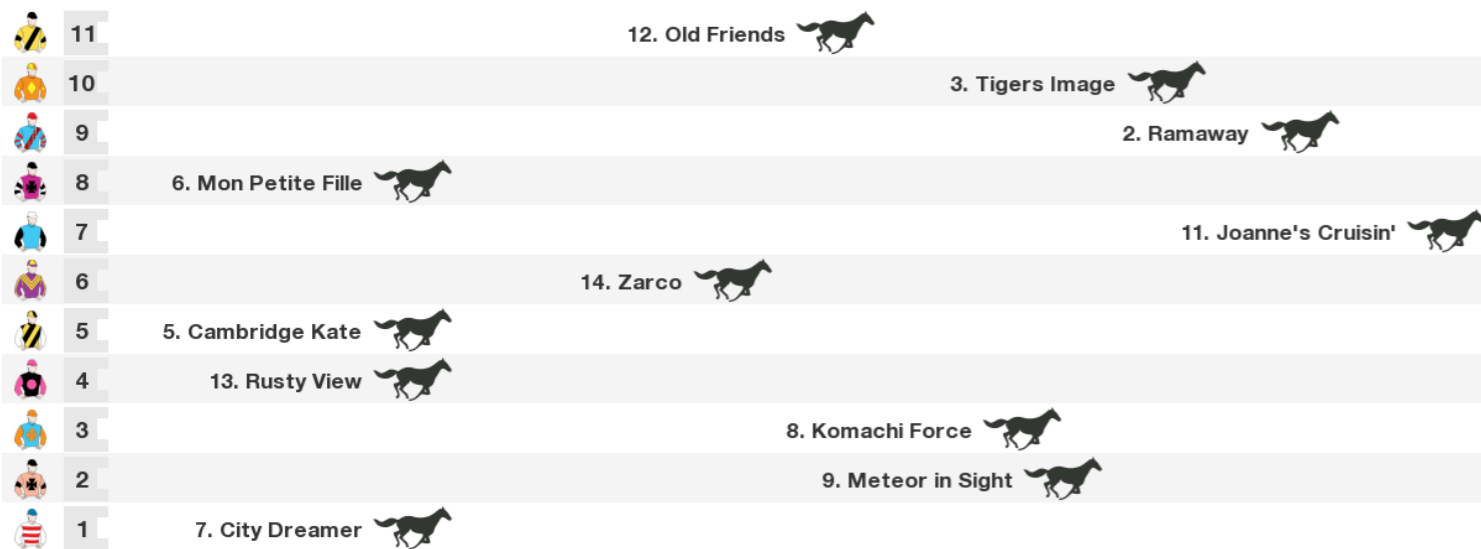 11 12. Old Friends
10 3. Tigers Image
9 2. Ramaway
8 6. Mon Petite Fille
7 11. Joanne's Cruisin'
6 14. Zarco
5 5. Cambridge Kate
4 13. Rusty View
3 8. Komachi Force
2 9. Meteor in Sight
1 7. City Dreamer